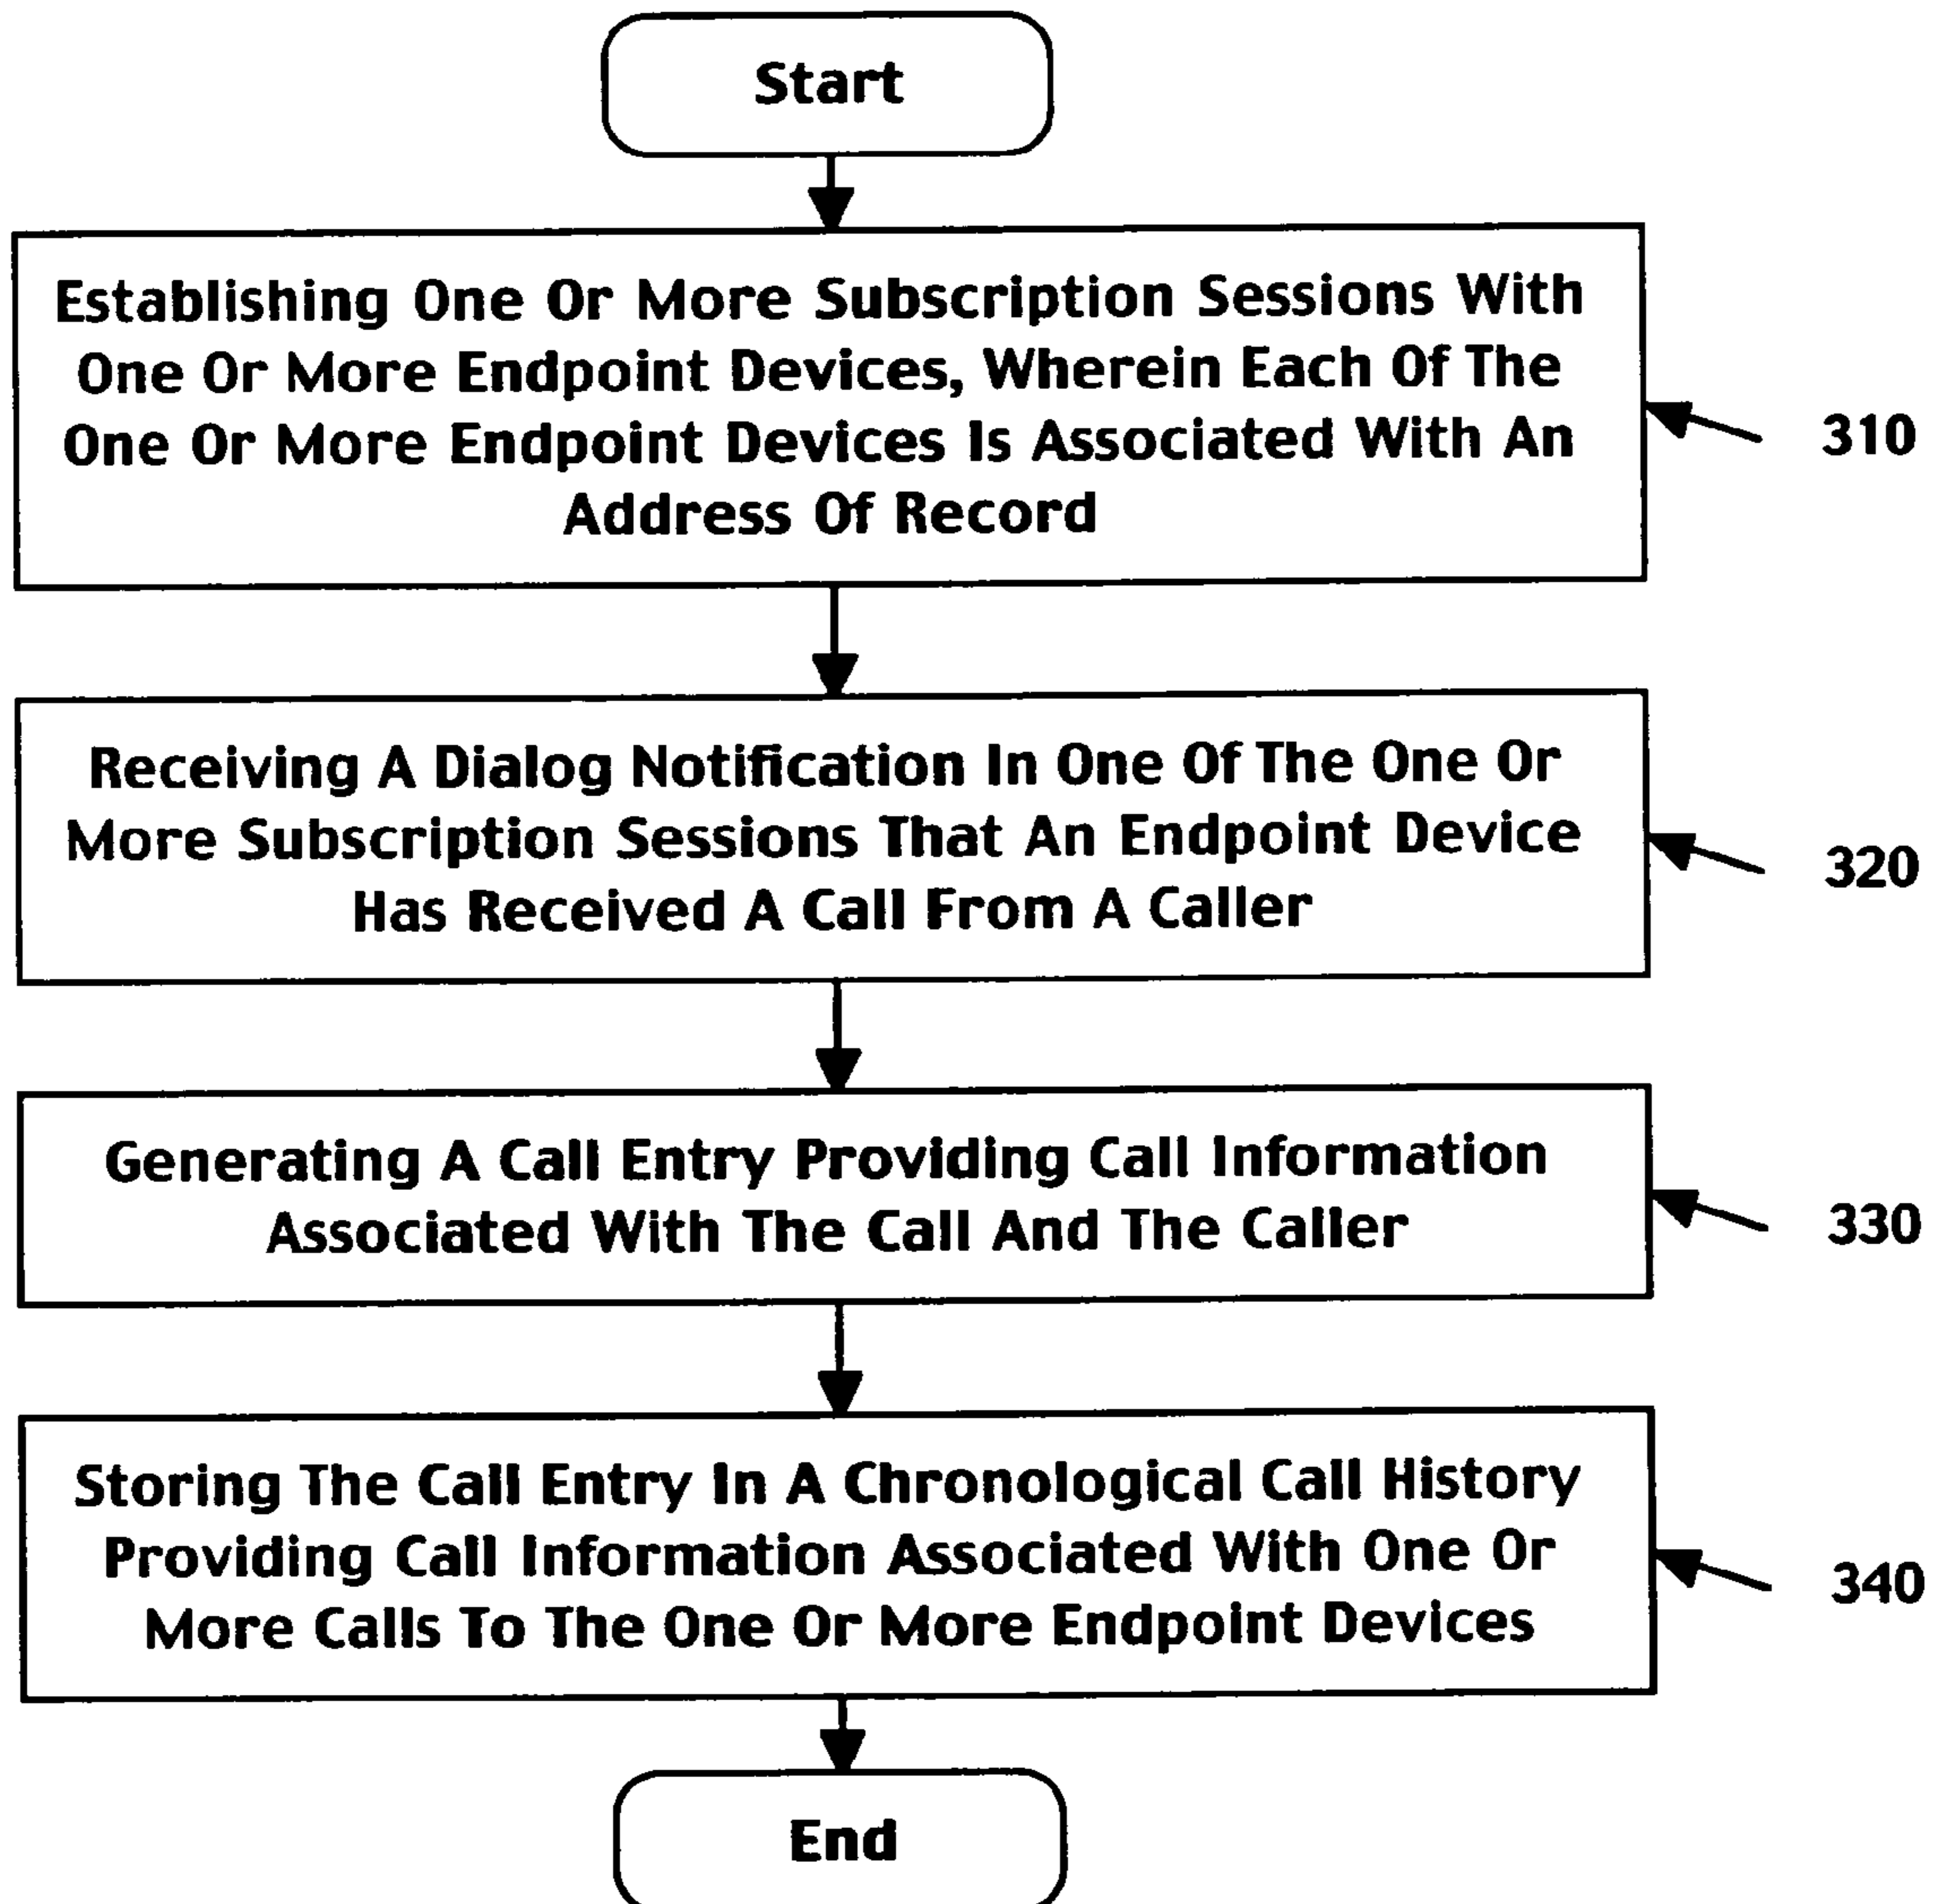 Start
Establishing One Or More Subscription Sessions With
One Or More Endpoint Devices, Wherein Each Of The
One Or More Endpoint Devices Is Associated With An
Address Of Record
310
Receiving A Dialog Notification In One Of The One Or
More Subscription Sessions That An Endpoint Device
Has Received A Call From A Caller
320
Generating A Call Entry Providing Call Information
Associated With The Call And The Caller
330
Storing The Call Entry In A Chronological Call History
Providing Call Information Associated With One Or
More Calls To The One Or More Endpoint Devices
340
End